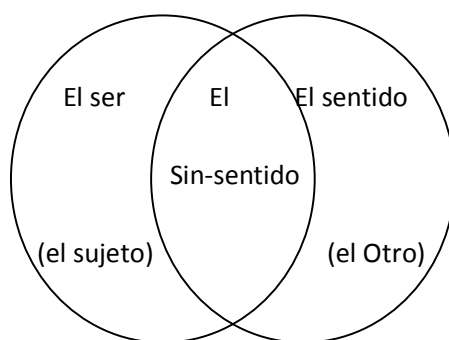 El ser El El sentido
Sin-sentido
(el sujeto) (el Otro)